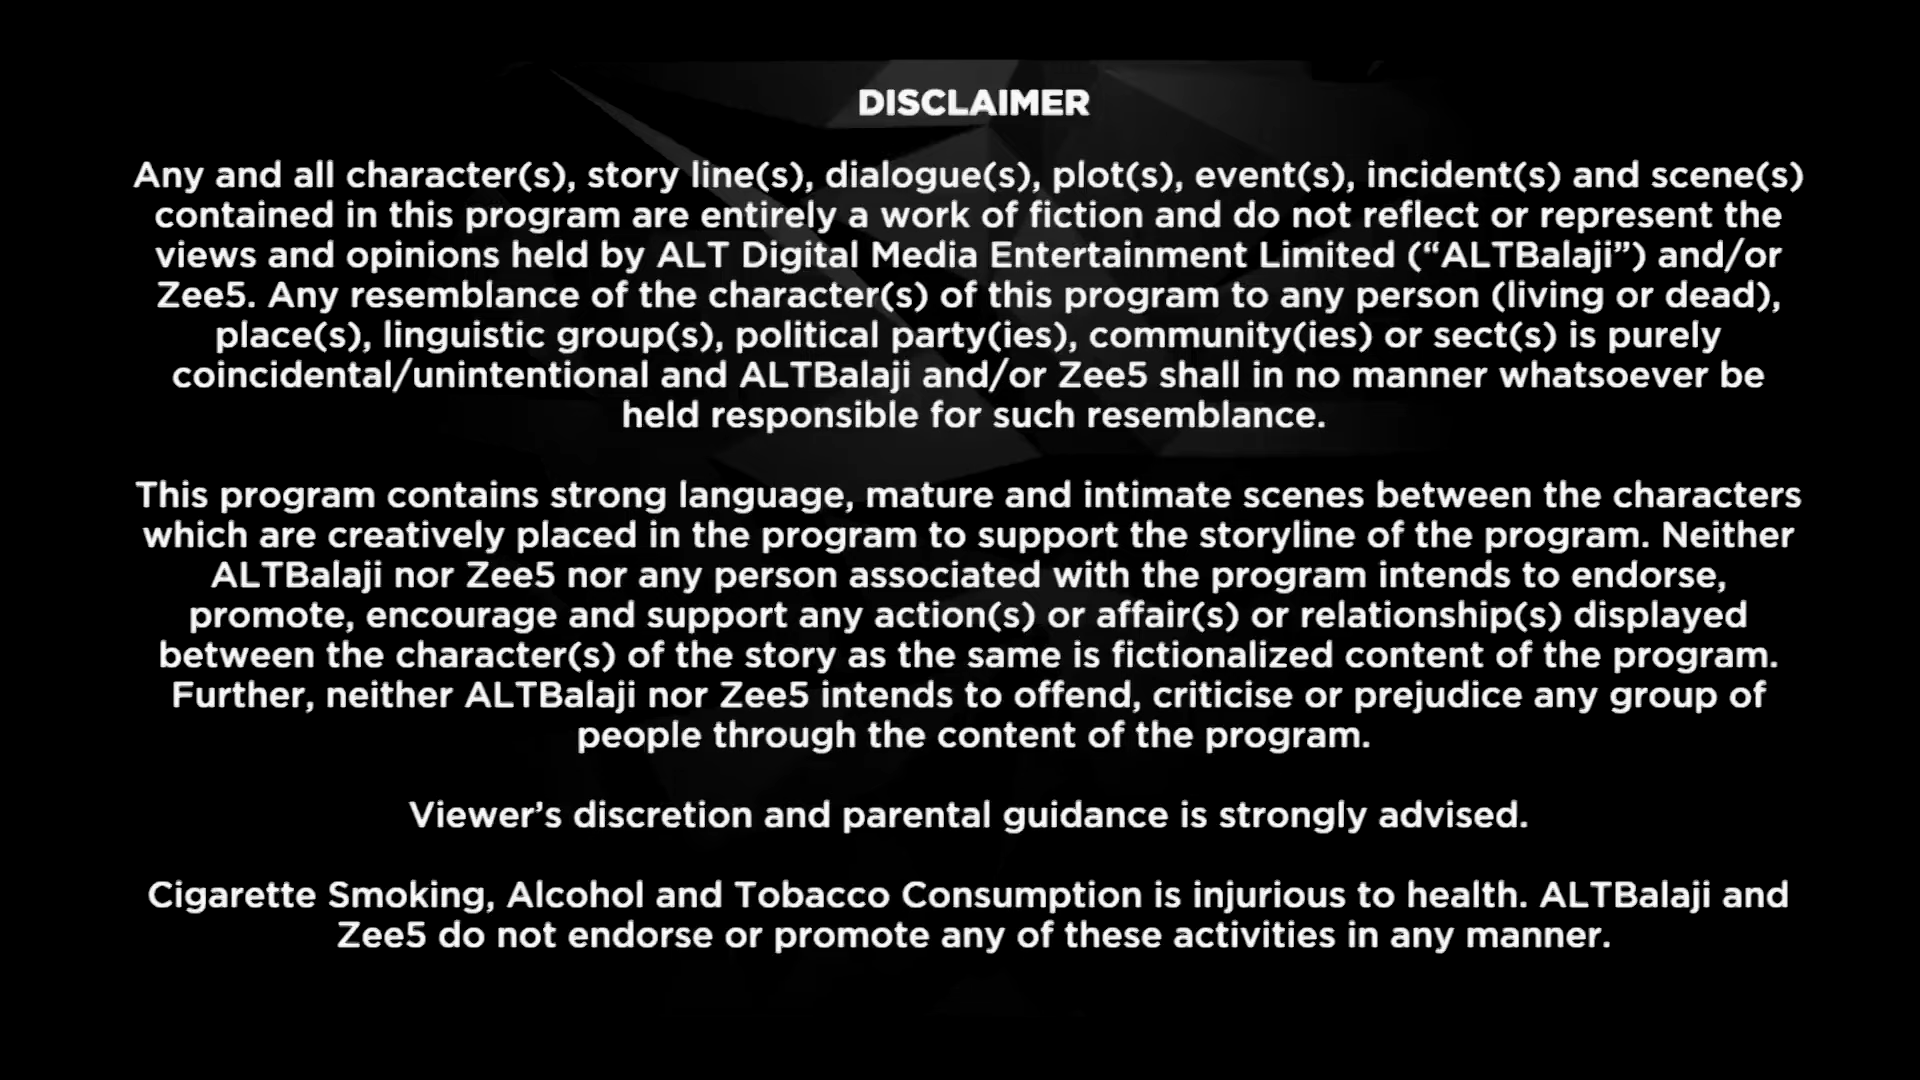 DISCLAIMER
Any and all character(s), story line(s), dialogue(s), plot(s), event(s), incident(s) and scene(s)
contained in this program are entirely a work of fiction and do not reflect or represent the
views and opinions held by ALT Digital Media Entertainment Limited (“ALTBalaji”) and/or
Zee5. Any resemblance of the character(s) of this program to any person (living or dead),
place(s), linguistic group(s), political party(ies), community(ies) or sect(s) is purely
coincidental/unintentional and ALTBalaji and/or Zee5 shall in no manner whatsoever be
held responsible for such resemblance.
This program contains strong language, mature and intimate scenes between the characters
which are creatively placed in the program to support the storyline of the program. Neither
ALTBalaji nor Zee5 nor any person associated with the program intends to endorse,
promote, encourage and support any action(s) or affair(s) or relationship(s) displayed
between the character(s) of the story as the same is fictionalized content of the program.
Further, neither ALTBalaji nor Zee5 intends to offend, criticise or prejudice any group of
people through the content of the program.
Viewer’s discretion and parental guidance is strongly advised.
Cigarette Smoking, Alcohol and Tobacco Consumption is injurious to health. ALTBalaji and
Zee5 do not endorse or promote any of these activities in any manner.